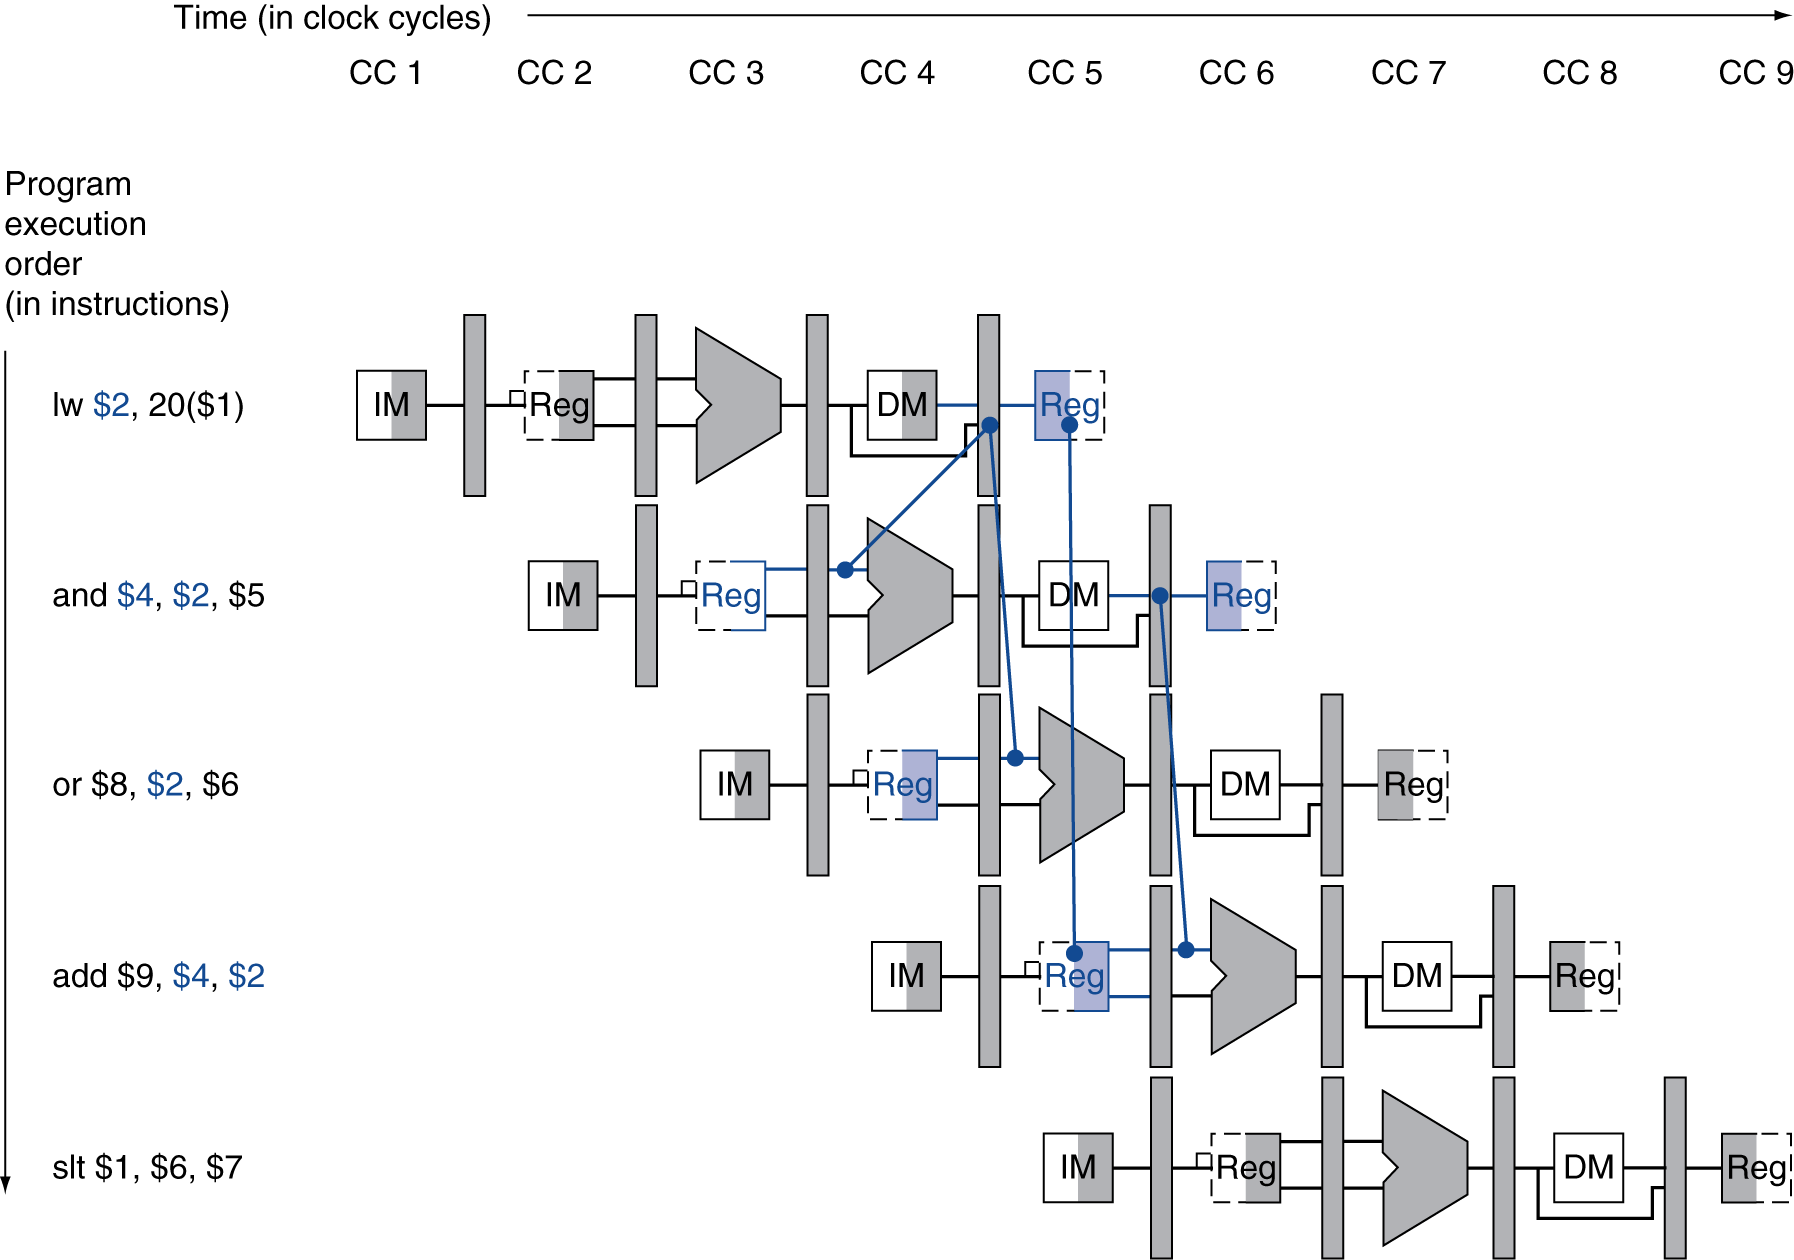 Time (in clock cycles)
CC 1 CC 2 CC 3 CC 4 CC 5 CC 6 CC 7 CC 8 CC 9
Program
execution
order
(in instructions)
lw $2, 20($1) IM Reg DM Reg
and $4, $2, $5 IM Reg DM Reg
or $8, $2, $6 IM Reg DM Reg
add $9, $4, $2 IM Reg DM Reg
slt $1, $6, $7 IM Reg DM Reg